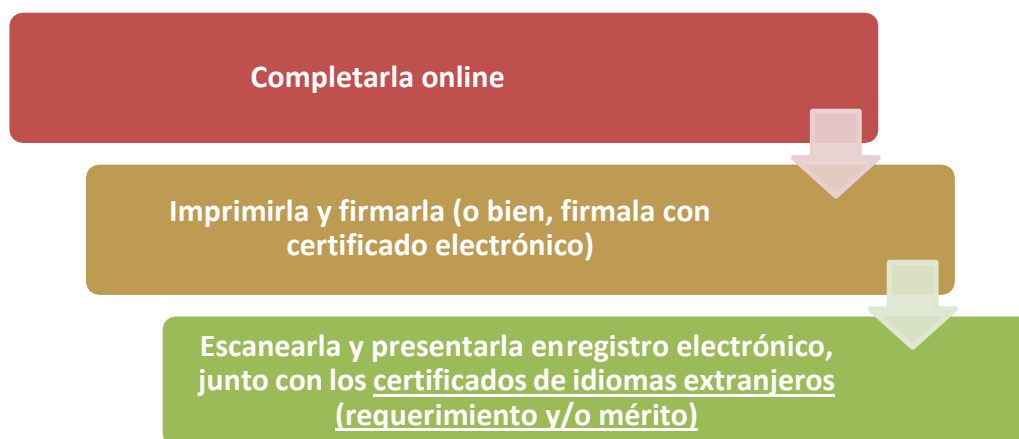 Completarla online
Imprimirla y firmarla (o bien, firmala con
certificado electrónico)
Escanearla y presentarla enregistro electrónico,
junto con los certificados de idiomas extranjeros
(requerimiento y/o mérito)